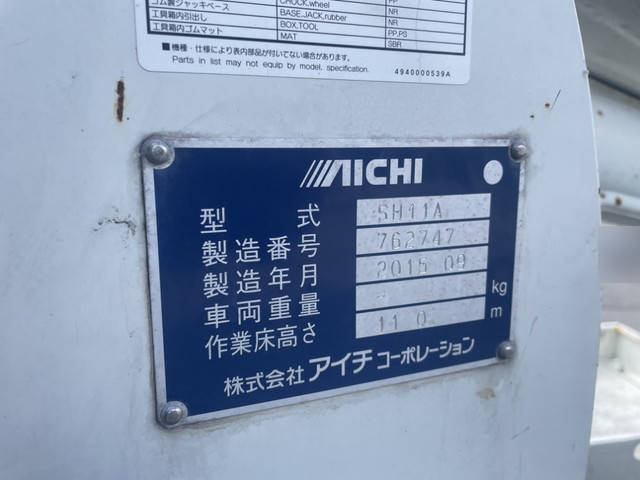 CHOCK,wheel PP
ゴム製ジャッキベース BASE,JACK,rubber NR
工具箱内引出し BOX,TOOL NR
工具箱内ゴムマット MAT PP,PS
SBR
■機種・仕様により表内部品が付いてない場合があります。
Parts in list may not equip by model, specification. 4940000539A
AICHI
型式 SH11A
製造番号 762747
製造年月 2015 09
車両重量 - kg
作業床高さ 11.0 m
株式会社 アイチ コーポレーション